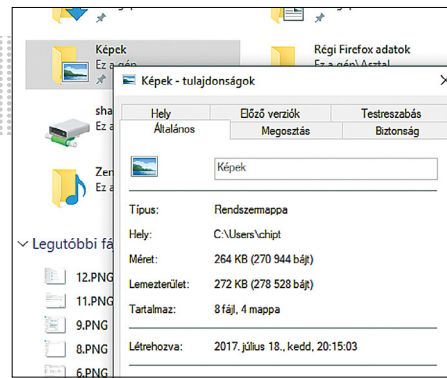 Képek
Ez a gép
Régi Firefox adatok
Ez a gép\Asztal
Képek - tulajdonságok
Hely
Előző verziók
Testreszabás
Általános
Megosztás
Biztonság
sha
Ez a
Képek
Zen
Ez a
Típus:
Rendszermappa
Hely:
C:\Users\chipt
Legutóbbi fá
Méret:
264 KB (270 944 bájt)
12.PNG
Lemezterület:
272 KB (278 528 bájt)
11.PNG
Tartalmaz:
8 fájl, 4 mappa
9.PNG
8.PNG
Létrehozva:
2017. július 18., kedd, 20:15:03
6.PNG